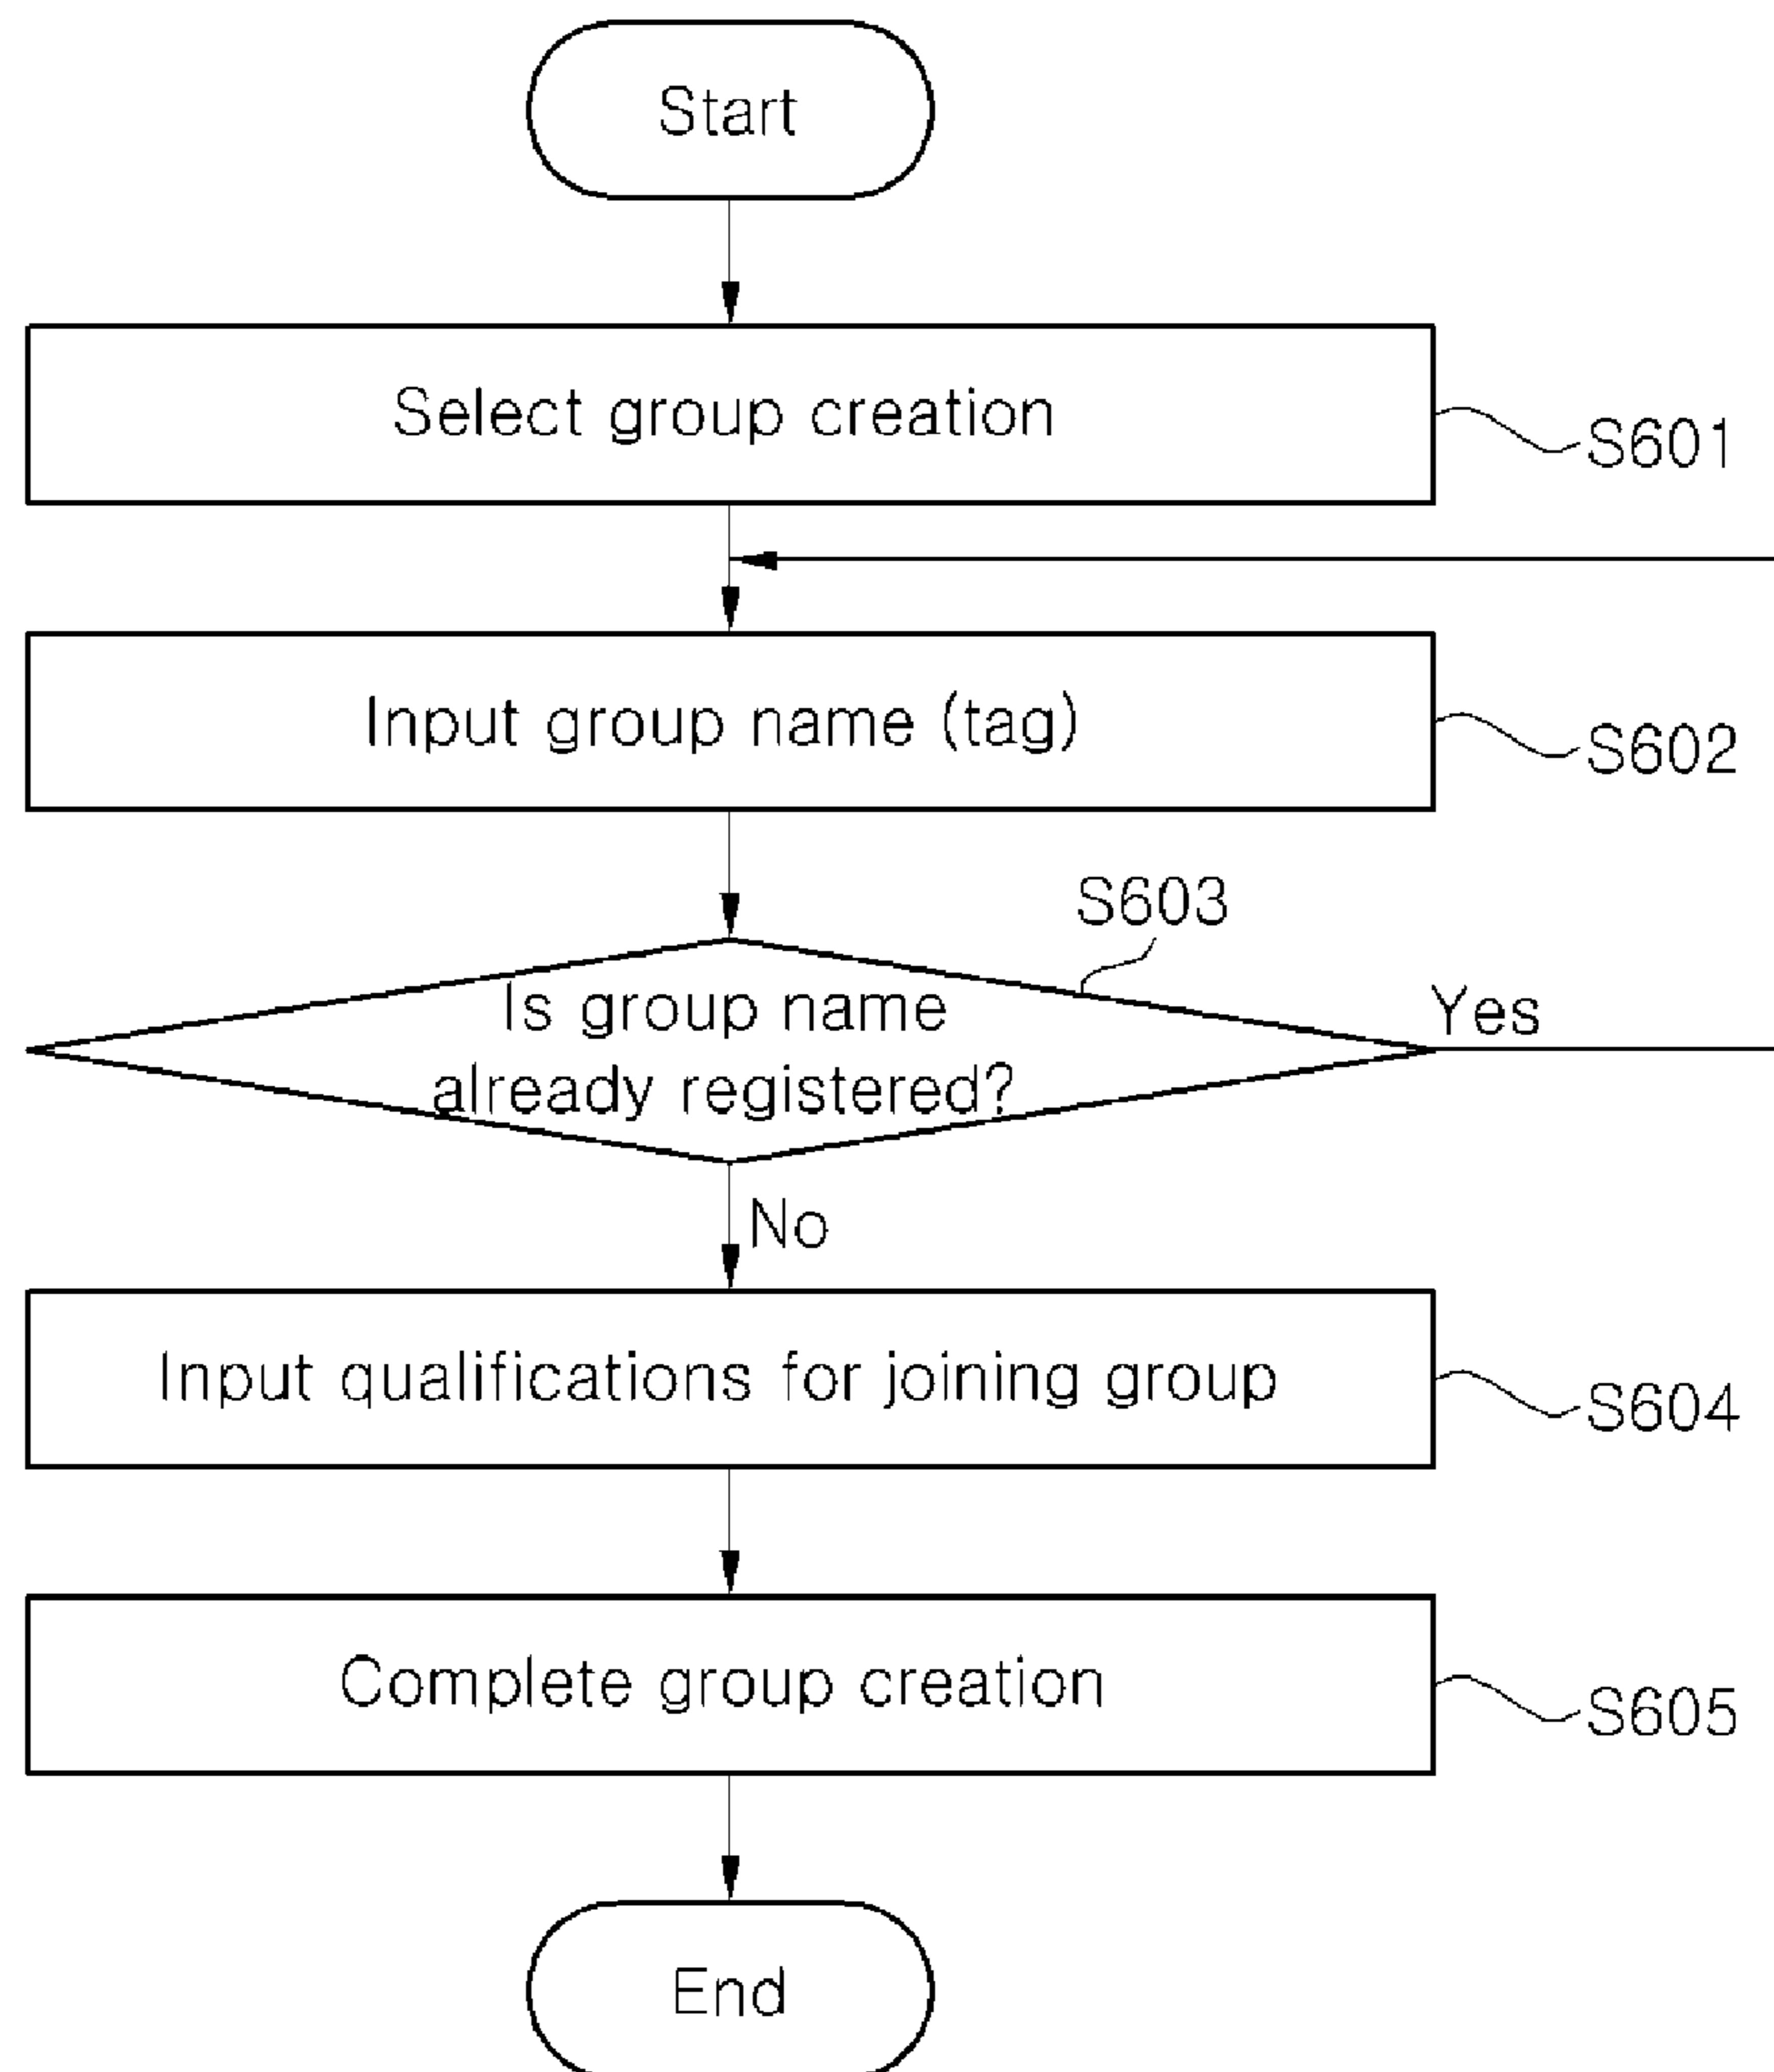 Start
Select group creation
S601
Input group name (tag)
S602
S603
Is group name
already registered?
Yes
No
Input qualifications for joining group
S604
Complete group creation
S605
End